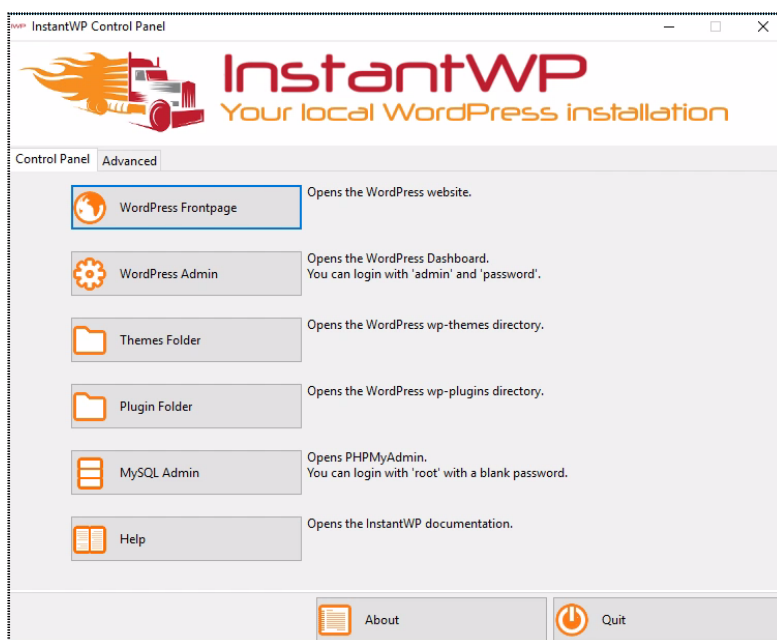 InstantWP Control Panel
InstantWP
Your local WordPress installation
Control Panel
Advanced
WordPress Frontpage
Opens the WordPress website.
WordPress Admin
Opens the WordPress Dashboard.
You can login with 'admin' and 'password'.
Themes Folder
Opens the WordPress wp-themes directory.
Plugin Folder
Opens the WordPress wp-plugins directory.
MySQL Admin
Opens PHPMyAdmin.
You can login with 'root' with a blank password.
Help
Opens the InstantWP documentation.
About
Quit